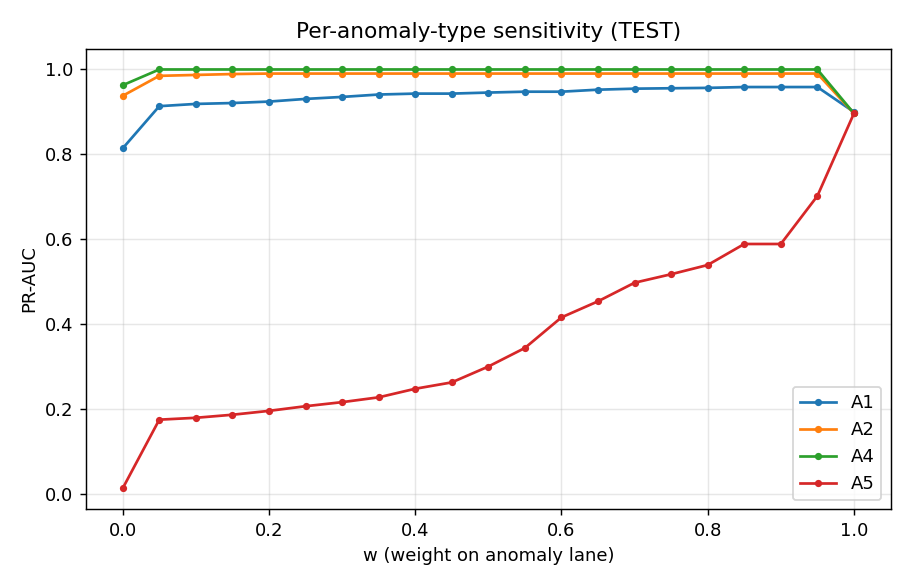 Per-anomaly-type sensitivity (TEST)
1.0
0.8
0.6
0.4
0.2
0.0
PR-AUC
0.0 0.2 0.4 0.6 0.8 1.0
w (weight on anomaly lane)
A1
A2
A4
A5